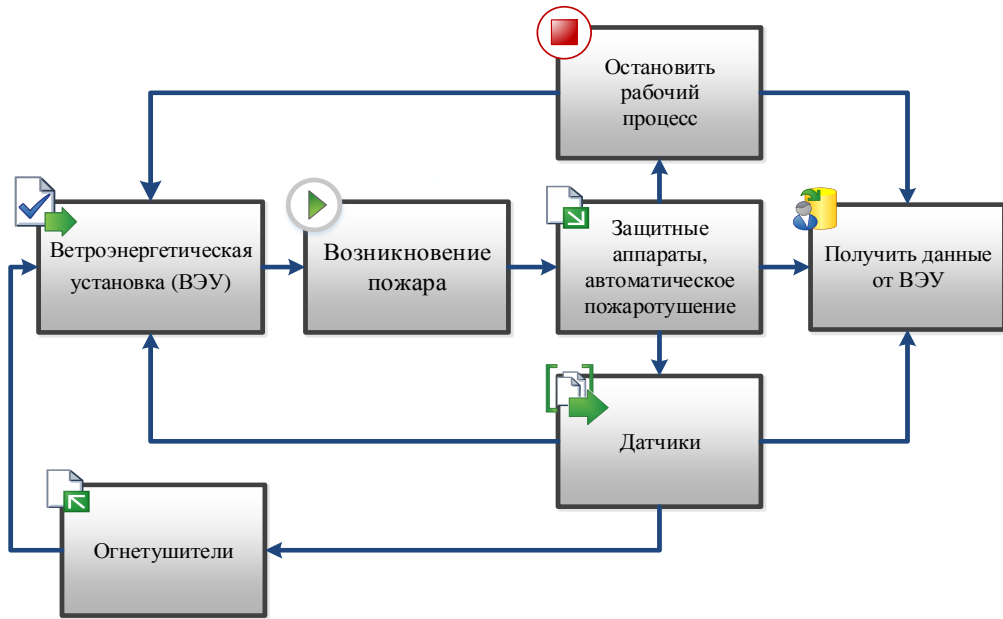 Остановить
рабочий
процесс
Ветроэнергетическая
установка (ВЭУ)
Возникновение
пожара
Защитные
аппараты,
автоматическое
пожаротушение
Получить данные
от ВЭУ
Датчики
Огнетушители